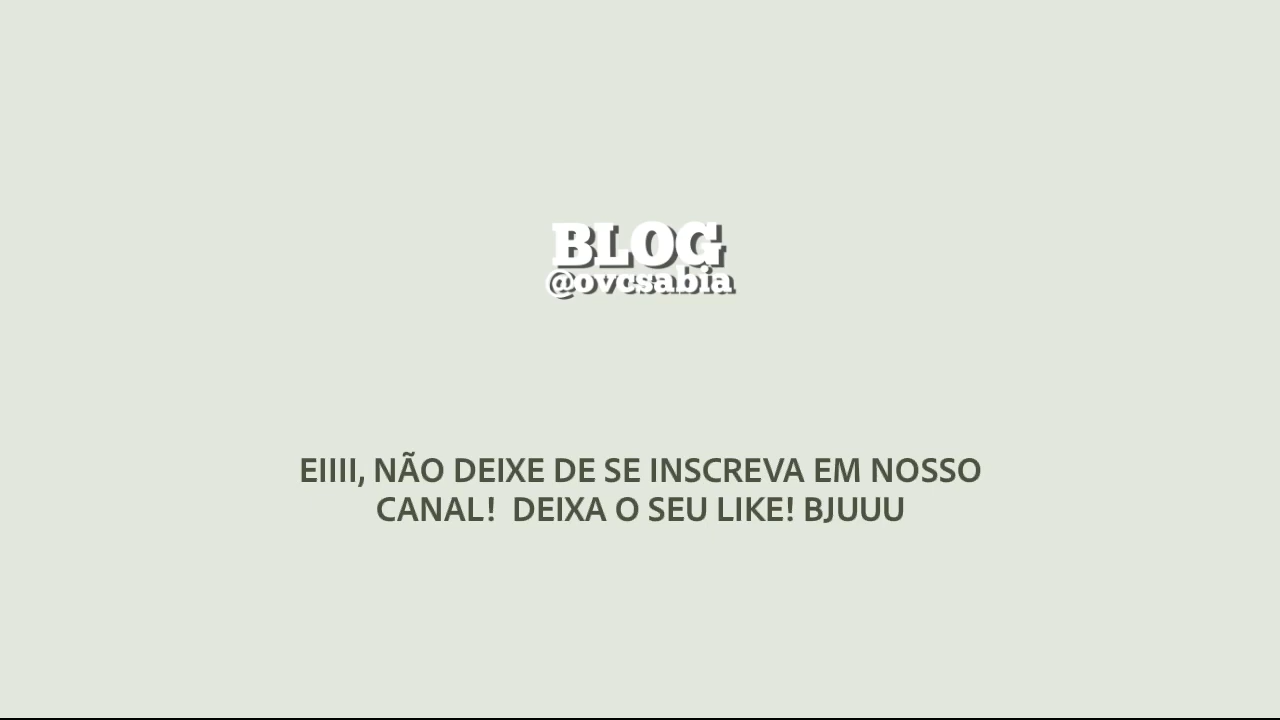 BLOG
@ovcsabia
EIIII, NÃO DEIXE DE SE INSCREVA EM NOSSO
CANAL!  DEIXA O SEU LIKE! BJUUU